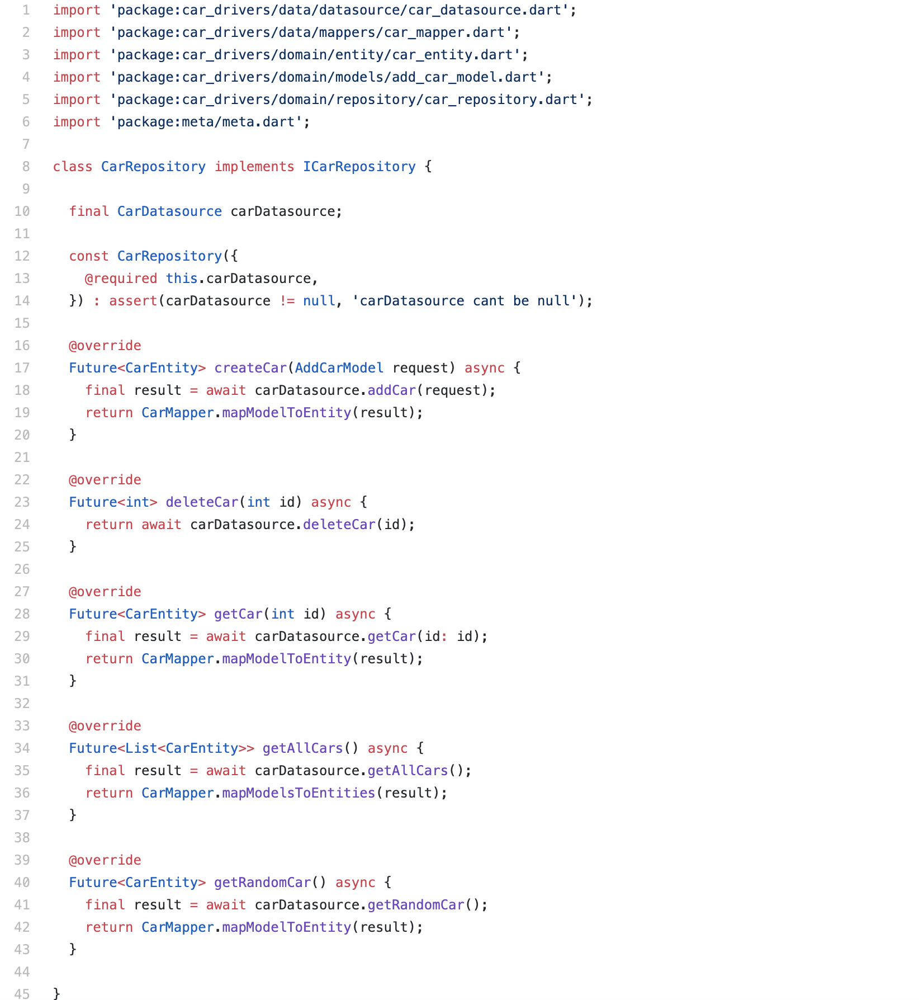 1 import 'package:car_drivers/data/datasource/car_datasource.dart';
2 import 'package:car_drivers/data/mappers/car_mapper.dart';
3 import 'package:car_drivers/domain/entity/car_entity.dart';
4 import 'package:car_drivers/domain/models/add_car_model.dart';
5 import 'package:car_drivers/domain/repository/car_repository.dart';
6 import 'package:meta/meta.dart';
7
8 class CarRepository implements ICarRepository {
9
10   final CarDatasource carDatasource;
11
12   const CarRepository({
13     @required this.carDatasource,
14   }) : assert(carDatasource != null, 'carDatasource cant be null');
15
16   @override
17   Future<CarEntity> createCar(AddCarModel request) async {
18     final result = await carDatasource.addCar(request);
19     return CarMapper.mapModelToEntity(result);
20   }
21
22   @override
23   Future<int> deleteCar(int id) async {
24     return await carDatasource.deleteCar(id);
25   }
26
27   @override
28   Future<CarEntity> getCar(int id) async {
29     final result = await carDatasource.getCar(id: id);
30     return CarMapper.mapModelToEntity(result);
31   }
32
33   @override
34   Future<List<CarEntity>> getAllCars() async {
35     final result = await carDatasource.getAllCars();
36     return CarMapper.mapModelsToEntities(result);
37   }
38
39   @override
40   Future<CarEntity> getRandomCar() async {
41     final result = await carDatasource.getRandomCar();
42     return CarMapper.mapModelToEntity(result);
43   }
44
45 }